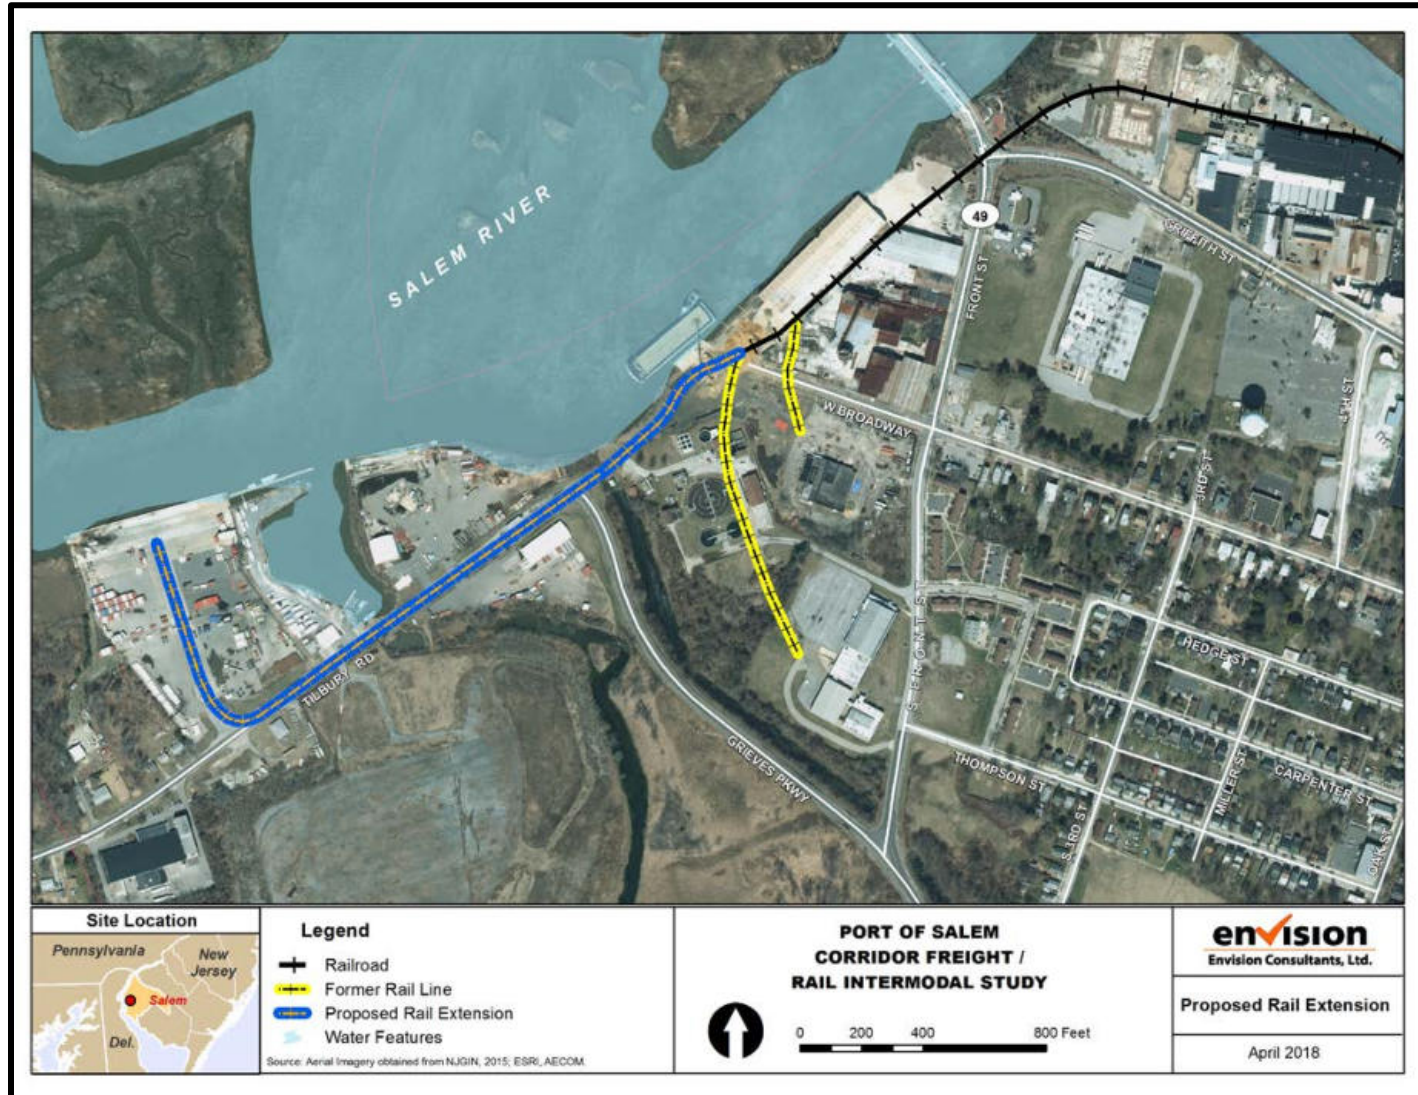 SALEM RIVER
49
FRONT ST
GRIFFITH ST
4TH ST
W BROADWAY
3RD ST
S FRONT ST
HEDGE ST
TILBURY RD
GRIEVES PKWY
THOMPSON ST
CARPENTER ST
MILLER ST
S 3RD ST
OAK ST
Site Location
Pennsylvania
New
Jersey
Salem
Del.
Legend
Railroad
Former Rail Line
Proposed Rail Extension
Water Features
Source: Aerial Imagery obtained from NJGIN, 2015; ESRI, AECOM.
PORT OF SALEM
CORRIDOR FREIGHT /
RAIL INTERMODAL STUDY
0 200 400 800 Feet
envision
Envision Consultants, Ltd.
Proposed Rail Extension
April 2018